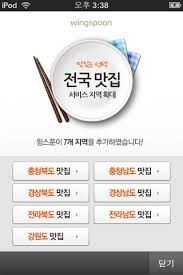 iPod 오후 3:38
wingspoon
맛있는 선택
전국 맛집
서비스 지역 확대
윙스푼이 7개 지역을 추가하였습니다!
충청북도 맛집 충청남도 맛집
경상북도 맛집 경상남도 맛집
전라북도 맛집 전라남도 맛집
강원도 맛집
닫기